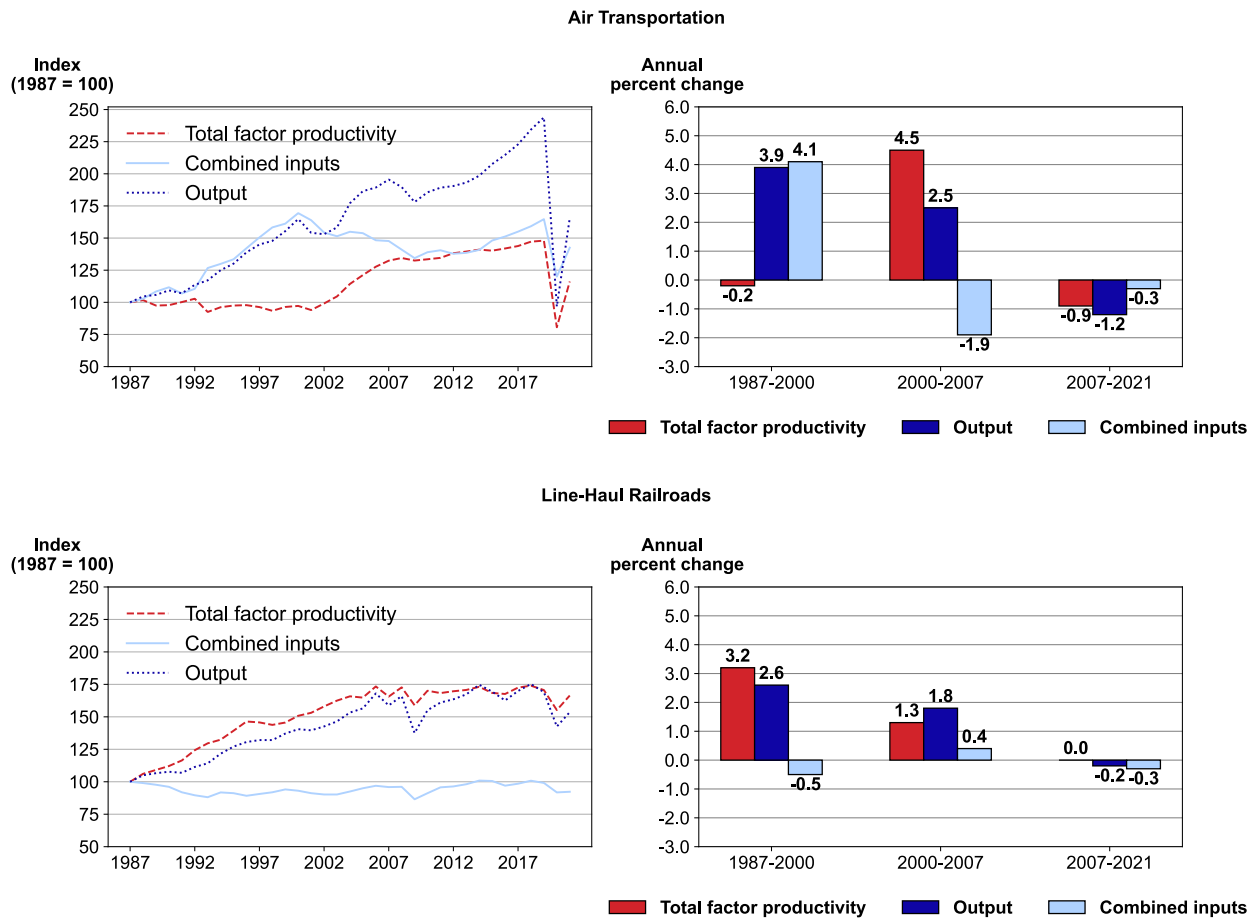 Air Transportation
Index
(1987 = 100)
250
225
200
175
150
125
100
75
50
Total factor productivity
Combined inputs
Output
1987 1992 1997 2002 2007 2012 2017
Annual
percent change
6.0
5.0
4.0
3.0
2.0
1.0
0.0
-1.0
-2.0
-3.0
-0.2 3.9 4.1
4.5 2.5 -1.9
-0.9 -1.2 -0.3
1987-2000 2000-2007 2007-2021
Total factor productivity Output Combined inputs
Line-Haul Railroads
Index
(1987 = 100)
250
225
200
175
150
125
100
75
50
Total factor productivity
Combined inputs
Output
1987 1992 1997 2002 2007 2012 2017
Annual
percent change
6.0
5.0
4.0
3.0
2.0
1.0
0.0
-1.0
-2.0
-3.0
3.2 2.6 -0.5
1.3 1.8 0.4
0.0 -0.2 -0.3
1987-2000 2000-2007 2007-2021
Total factor productivity Output Combined inputs